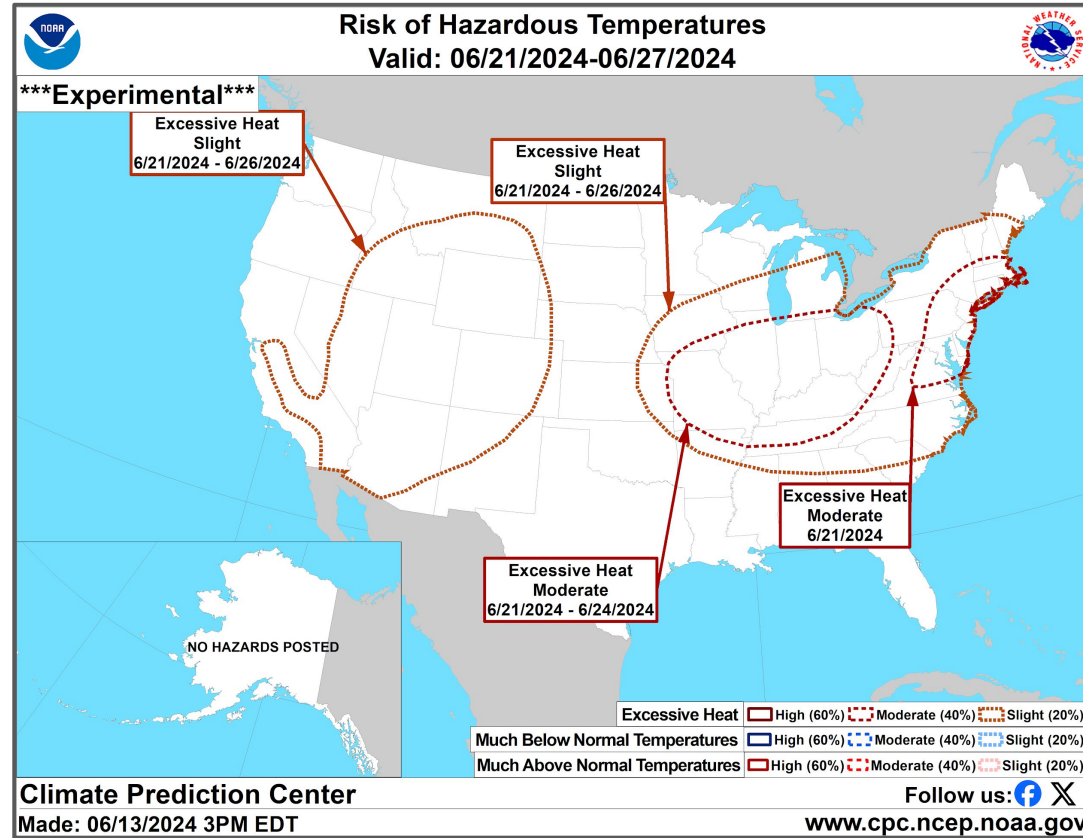 NOAA
Risk of Hazardous Temperatures
Valid: 06/21/2024-06/27/2024
NATIONAL WEATHER SERVICE
***Experimental***
Excessive Heat
Slight
6/21/2024 - 6/26/2024
Excessive Heat
Slight
6/21/2024 - 6/26/2024
Excessive Heat
Moderate
6/21/2024
Excessive Heat
Moderate
6/21/2024 - 6/24/2024
NO HAZARDS POSTED
Excessive Heat High (60%) Moderate (40%) Slight (20%)
Much Below Normal Temperatures High (60%) Moderate (40%) Slight (20%)
Much Above Normal Temperatures High (60%) Moderate (40%) Slight (20%)
Climate Prediction Center
Follow us:
Made: 06/13/2024 3PM EDT
www.cpc.ncep.noaa.gov